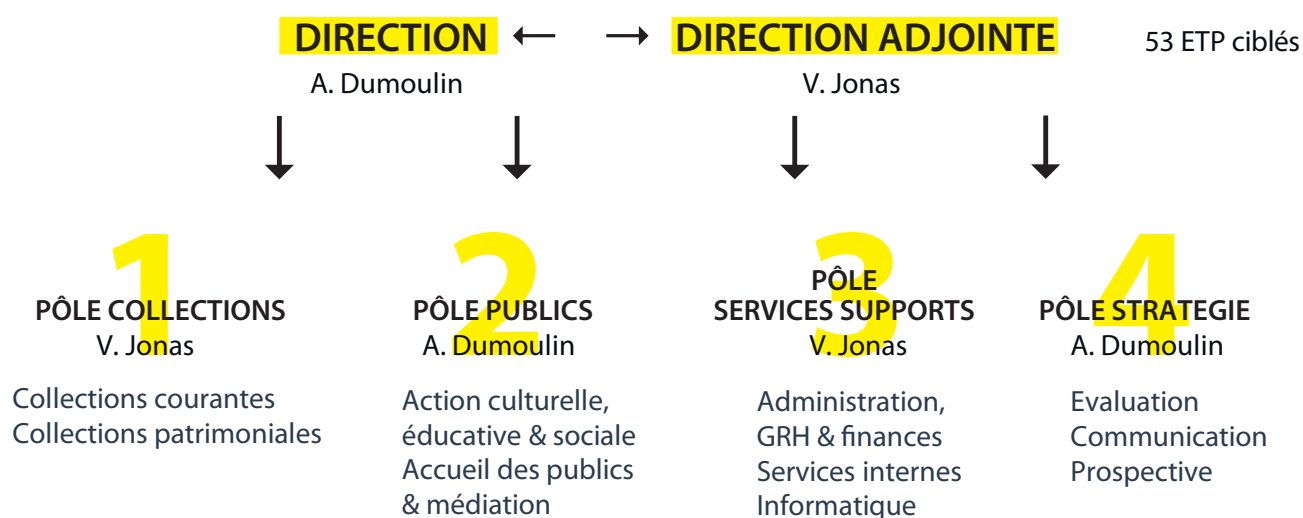 DIRECTION ← → DIRECTION ADJOINTE 53 ETP ciblés
A. Dumoulin
V. Jonas
1
PÔLE COLLECTIONS
V. Jonas
Collections courantes
Collections patrimoniales
2
PÔLE PUBLICS
A. Dumoulin
Action culturelle,
éducative & sociale
Accueil des publics
& médiation
3
PÔLE
SERVICES SUPPORTS
V. Jonas
Administration,
GRH & finances
Services internes
Informatique
4
PÔLE STRATEGIE
A. Dumoulin
Evaluation
Communication
Prospective